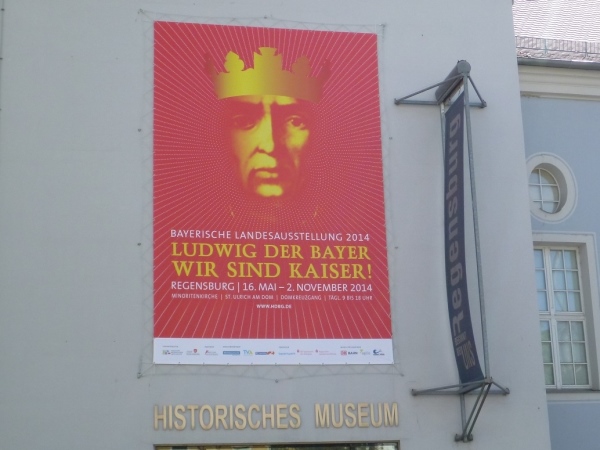 BAYERISCHE LANDESAUSSTELLUNG 2014
LUDWIG DER BAYER
WIR SIND KAISER!
REGENSBURG | 16. MAI – 2. NOVEMBER 2014
MINORITENKIRCHE | ST. ULRICH AM DOM | DOMKREUZGANG | TÄGL. 9 BIS 18 UHR
WWW.HDBG.DE
HISTORISCHES MUSEUM
Regensburg